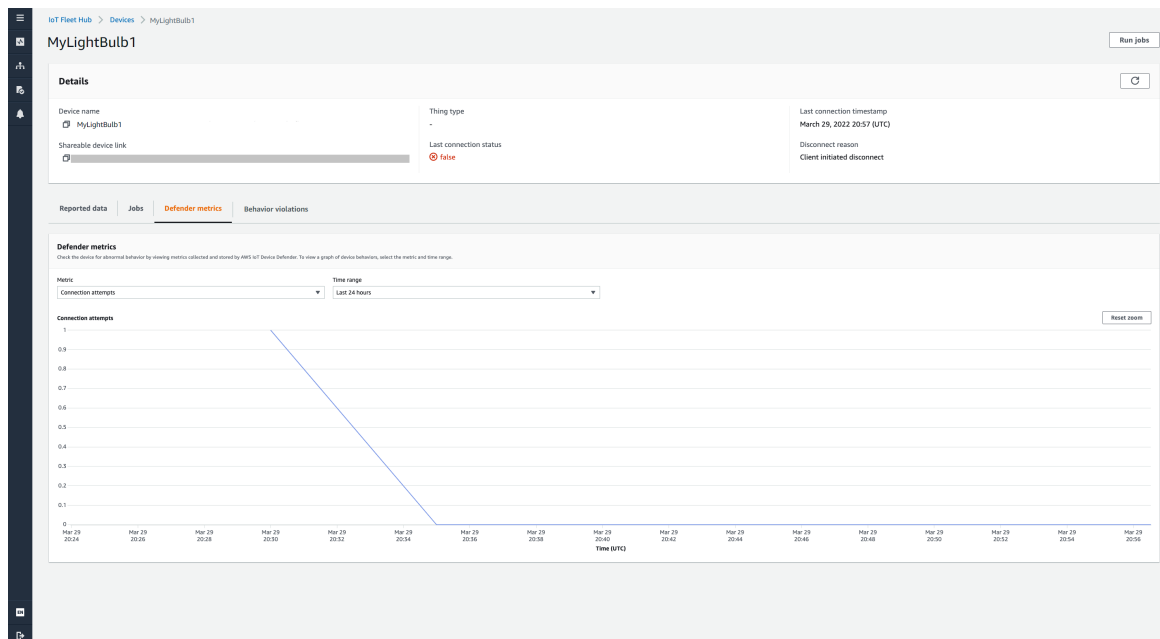 IoT Fleet Hub > Devices > MyLightBulb1
MyLightBulb1
Run jobs
Details
Device name
MyLightBulb1
Shareable device link
Thing type
-
Last connection status
false
Last connection timestamp
March 29, 2022 20:57 (UTC)
Disconnect reason
Client initiated disconnect
Reported data
Jobs
Defender metrics
Behavior violations
Defender metrics
Check the device for abnormal behavior by viewing metrics collected and stored by AWS IoT Device Defender. To view a graph of device behaviors, select the metric and time range.
Metric
Connection attempts
Time range
Last 24 hours
Connection attempts
Reset zoom
1
0.9
0.8
0.7
0.6
0.5
0.4
0.3
0.2
0.1
0
Mar 29
20:24
Mar 29
20:26
Mar 29
20:28
Mar 29
20:30
Mar 29
20:32
Mar 29
20:34
Mar 29
20:36
Mar 29
20:38
Mar 29
20:40
Mar 29
20:42
Mar 29
20:44
Mar 29
20:46
Mar 29
20:48
Mar 29
20:50
Mar 29
20:52
Mar 29
20:54
Mar 29
20:56
Time (UTC)
EN